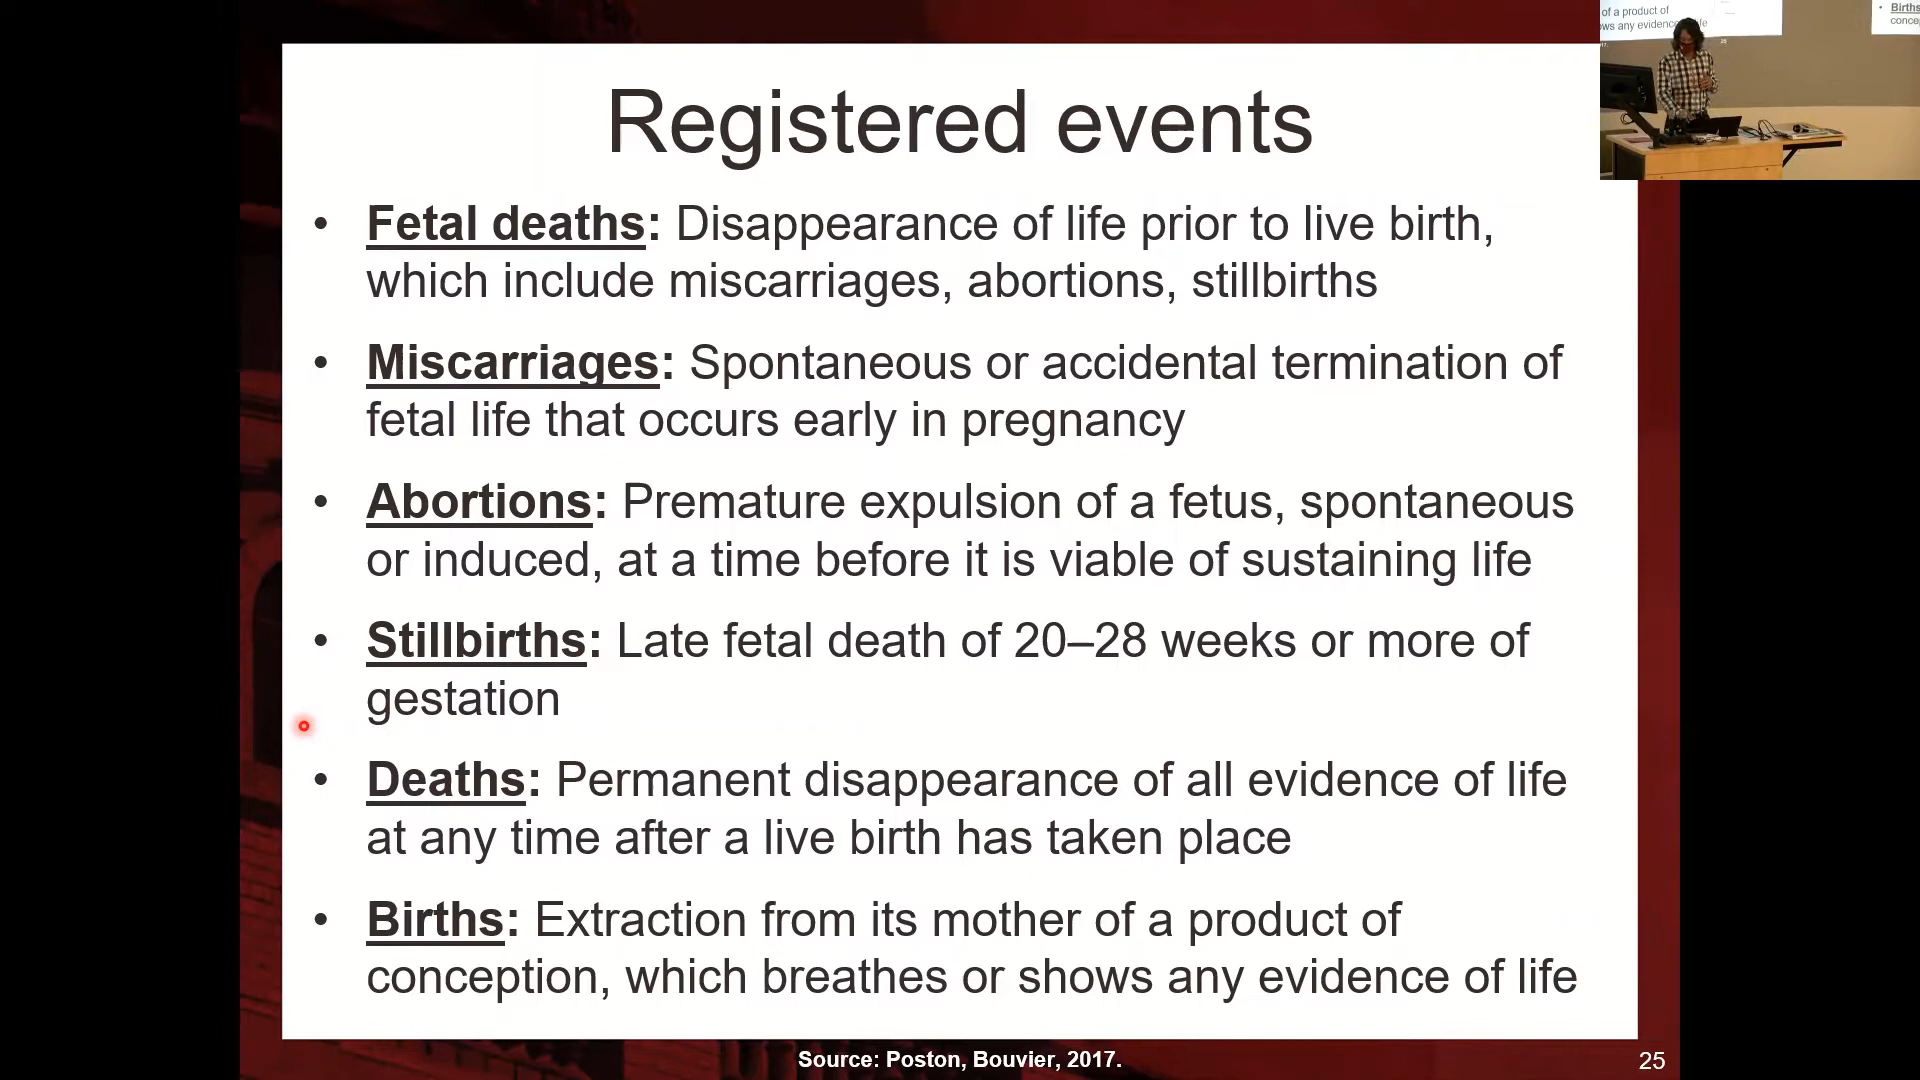 Registered events
• Fetal deaths: Disappearance of life prior to live birth,
which include miscarriages, abortions, stillbirths
• Miscarriages: Spontaneous or accidental termination of
fetal life that occurs early in pregnancy
• Abortions: Premature expulsion of a fetus, spontaneous
or induced, at a time before it is viable of sustaining life
• Stillbirths: Late fetal death of 20–28 weeks or more of
gestation
• Deaths: Permanent disappearance of all evidence of life
at any time after a live birth has taken place
• Births: Extraction from its mother of a product of
conception, which breathes or shows any evidence of life
Source: Poston, Bouvier, 2017.
25
of a product of
any evidence
• Births